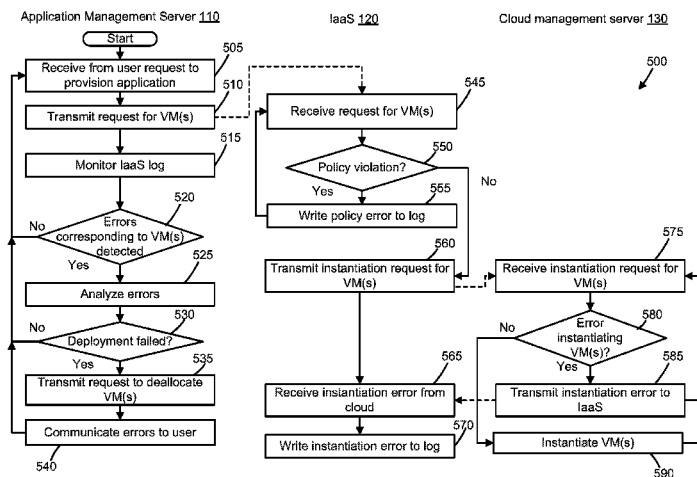 Application Management Server 110
Start
505
Receive from user request to
provision application
510
Transmit request for VM(s)
515
Monitor IaaS log
520
No
Errors
corresponding to VM(s)
detected
Yes
525
Analyze errors
530
No
Deployment failed?
Yes
535
Transmit request to deallocate
VM(s)
Communicate errors to user
540
IaaS 120
545
Receive request for VM(s)
550
Policy violation?
No
Yes
555
Write policy error to log
560
Transmit instantiation request for
VM(s)
565
Receive instantiation error from
cloud
570
Write instantiation error to log
Cloud management server 130
500
575
Receive instantiation request for
VM(s)
580
No
Error
instantiating
VM(s)?
Yes
585
Transmit instantiation error to
IaaS
Instantiate VM(s)
590